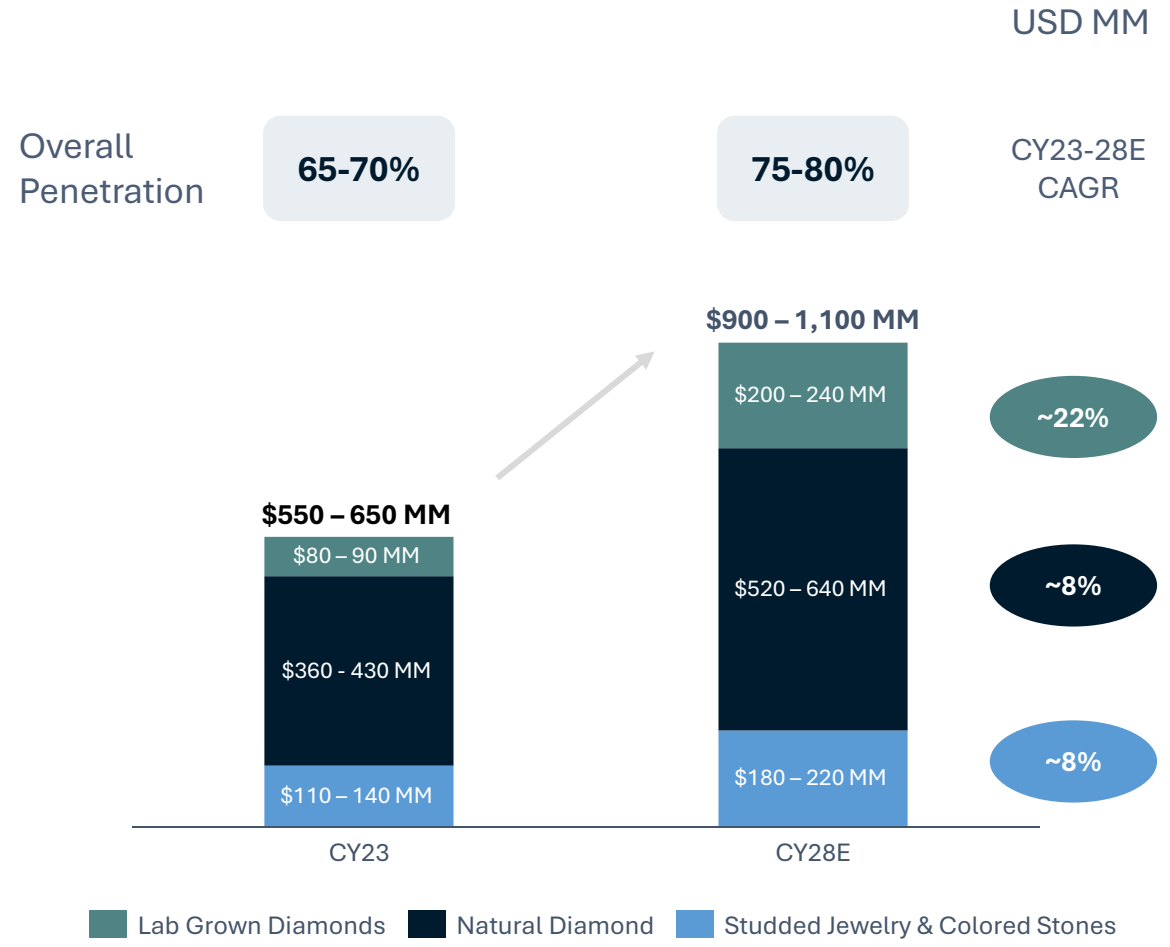 USD MM
Overall
Penetration
65-70%
75-80%
CY23-28E
CAGR
$900 – 1,100 MM
$200 – 240 MM
~22%
$550 – 650 MM
$80 – 90 MM
$520 – 640 MM
~8%
$360 - 430 MM
$110 – 140 MM
$180 – 220 MM
~8%
CY23
CY28E
Lab Grown Diamonds
Natural Diamond
Studded Jewelry & Colored Stones